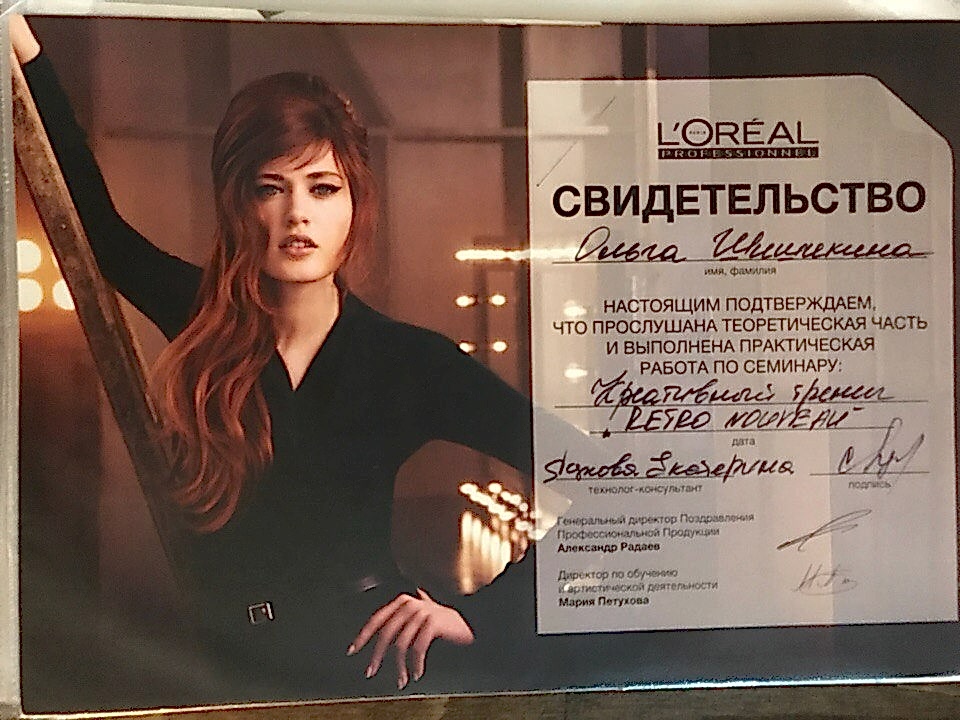 L'ORÉAL
PARIS
PROFESSIONNEL
СВИДЕТЕЛЬСТВО
Ольга Шишкина
имя, фамилия
НАСТОЯЩИМ ПОДТВЕРЖДАЕМ,
ЧТО ПРОСЛУШАНА ТЕОРЕТИЧЕСКАЯ ЧАСТЬ
И ВЫПОЛНЕНА ПРАКТИЧЕСКАЯ
РАБОТА ПО СЕМИНАРУ:
Креативный тренинг
"RETRO NOUVEAU"
дата
Екатерина
технолог-консультант
подпись
Генеральный директор Поздравления
Профессиональной Продукции
Александр Радаев
Директор по обучению
и артистической деятельности
Мария Петухова